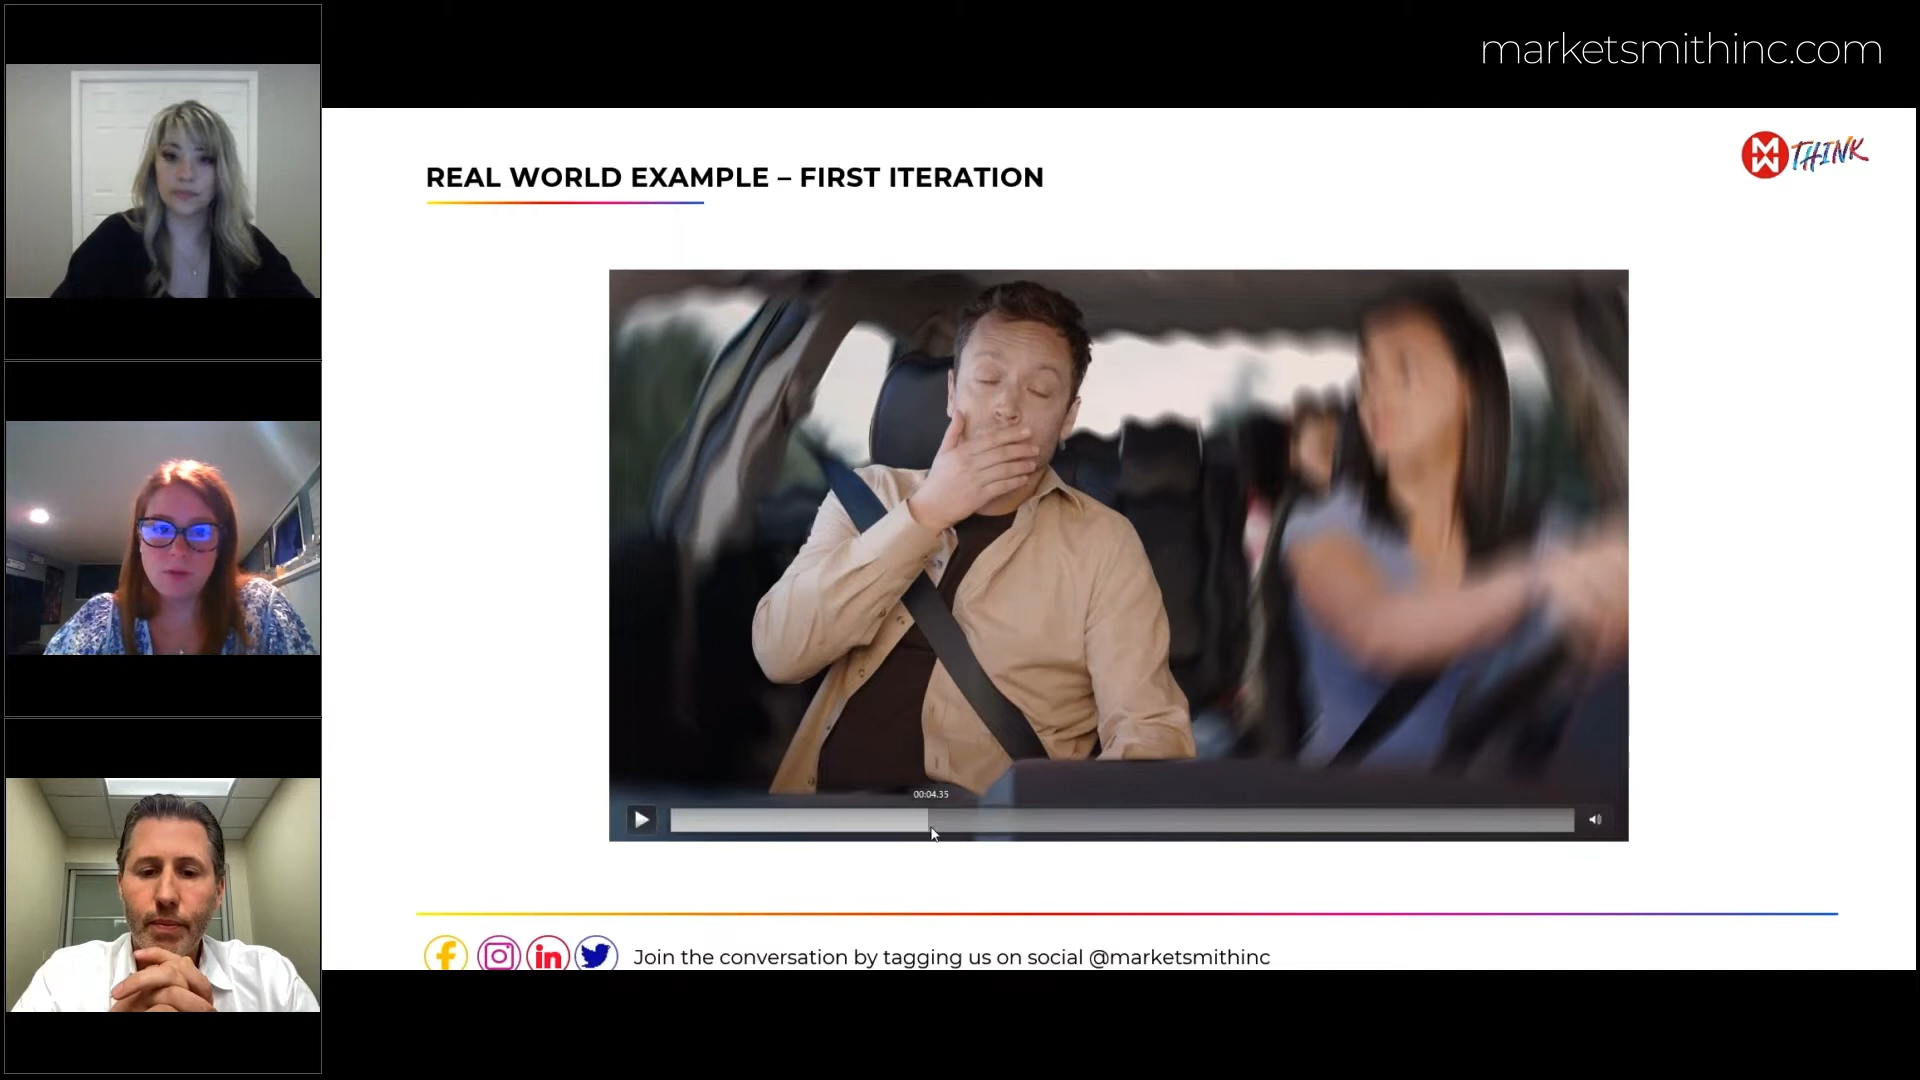 marketsmithinc.com
THINK
REAL WORLD EXAMPLE – FIRST ITERATION
00:04.35
Join the conversation by tagging us on social @marketsmithinc